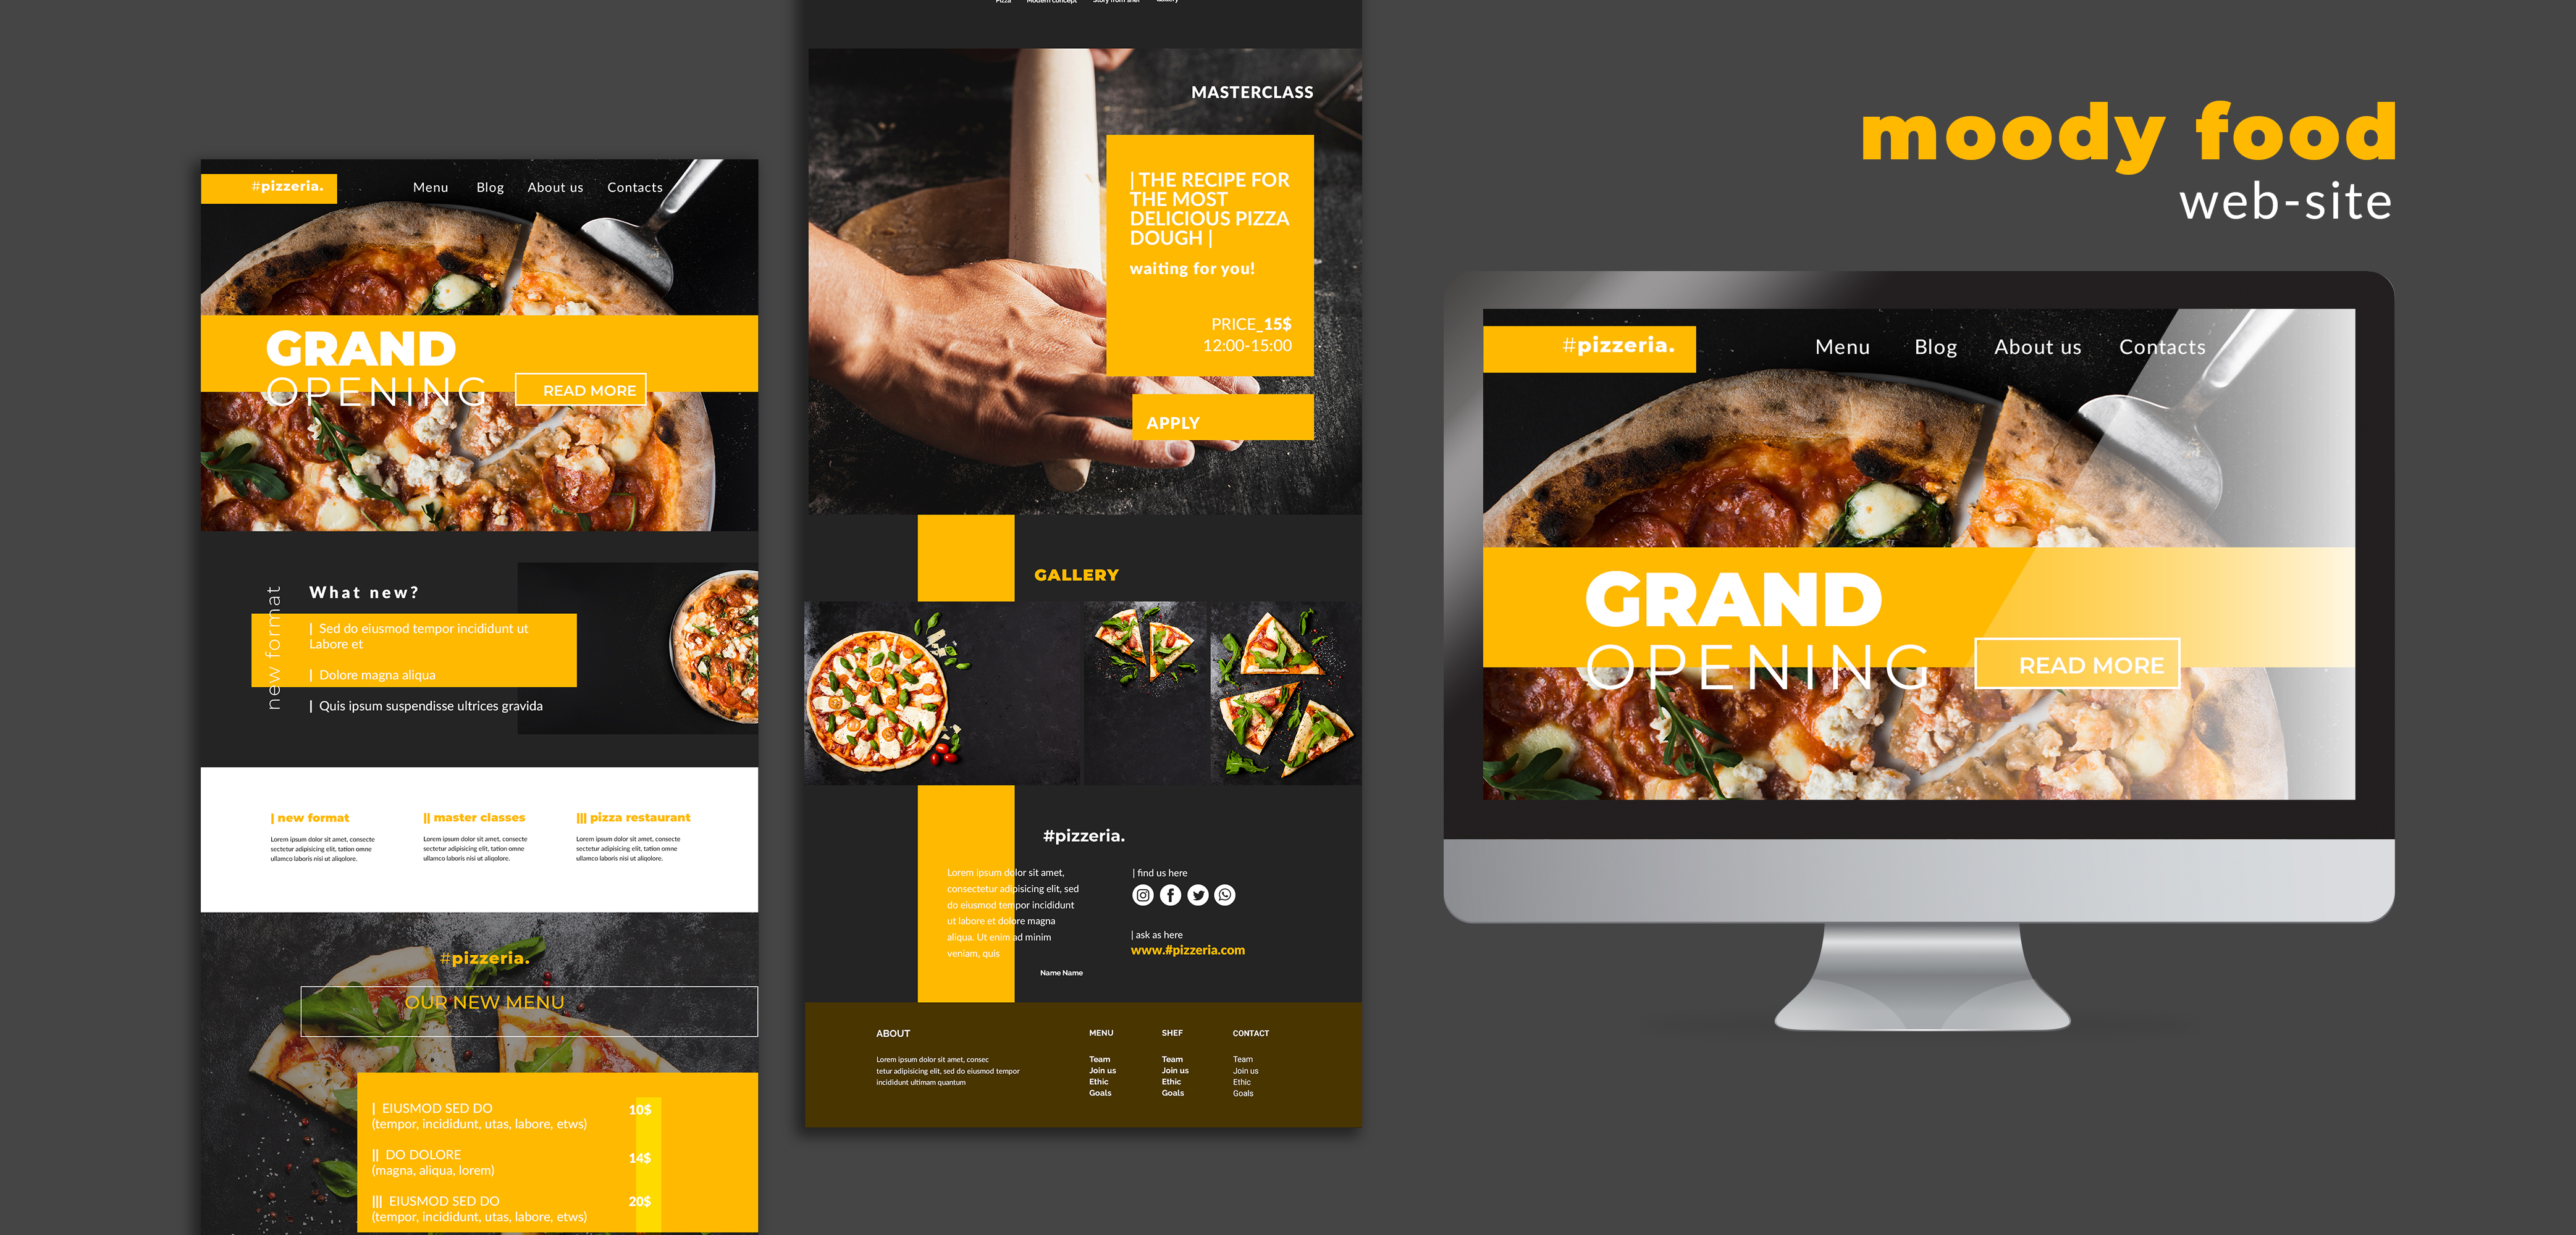 #pizzeria.
Menu Blog About us Contacts
GRAND
OPENING
READ MORE
new format
What new?
| Sed do eiusmod tempor incididunt ut
Labore et
| Dolore magna aliqua
| Quis ipsum suspendisse ultrices gravida
| new format
Lorem ipsum dolor sit amet, consecte
sectetur adipisicing elit, tation omne
ullamco laboris nisi ut aliqolore.
|| master classes
Lorem ipsum dolor sit amet, consecte
sectetur adipisicing elit, tation omne
ullamco laboris nisi ut aliqolore.
||| pizza restaurant
Lorem ipsum dolor sit amet, consecte
sectetur adipisicing elit, tation omne
ullamco laboris nisi ut aliqolore.
#pizzeria.
OUR NEW MENU
| EIUSMOD SED DO 10$
(tempor, incididunt, utas, labore, etws)
|| DO DOLORE 14$
(magna, aliqua, lorem)
||| EIUSMOD SED DO 20$
(tempor, incididunt, utas, labore, etws)
Pizza Modern concept Story from shef Gallery
MASTERCLASS
| THE RECIPE FOR
THE MOST
DELICIOUS PIZZA
DOUGH |
waiting for you!
PRICE_15$
12:00-15:00
APPLY
GALLERY
#pizzeria.
Lorem ipsum dolor sit amet,
consectetur adipisicing elit, sed
do eiusmod tempor incididunt
ut labore et dolore magna
aliqua. Ut enim ad minim
veniam, quis
Name Name
| find us here
| ask as here
www.#pizzeria.com
ABOUT
Lorem ipsum dolor sit amet, consec
tetur adipisicing elit, sed do eiusmod tempor
incididunt ultimam quantum
MENU
Team
Join us
Ethic
Goals
SHEF
Team
Join us
Ethic
Goals
CONTACT
Team
Join us
Ethic
Goals
moody food
web-site
#pizzeria.
Menu Blog About us Contacts
GRAND
OPENING
READ MORE